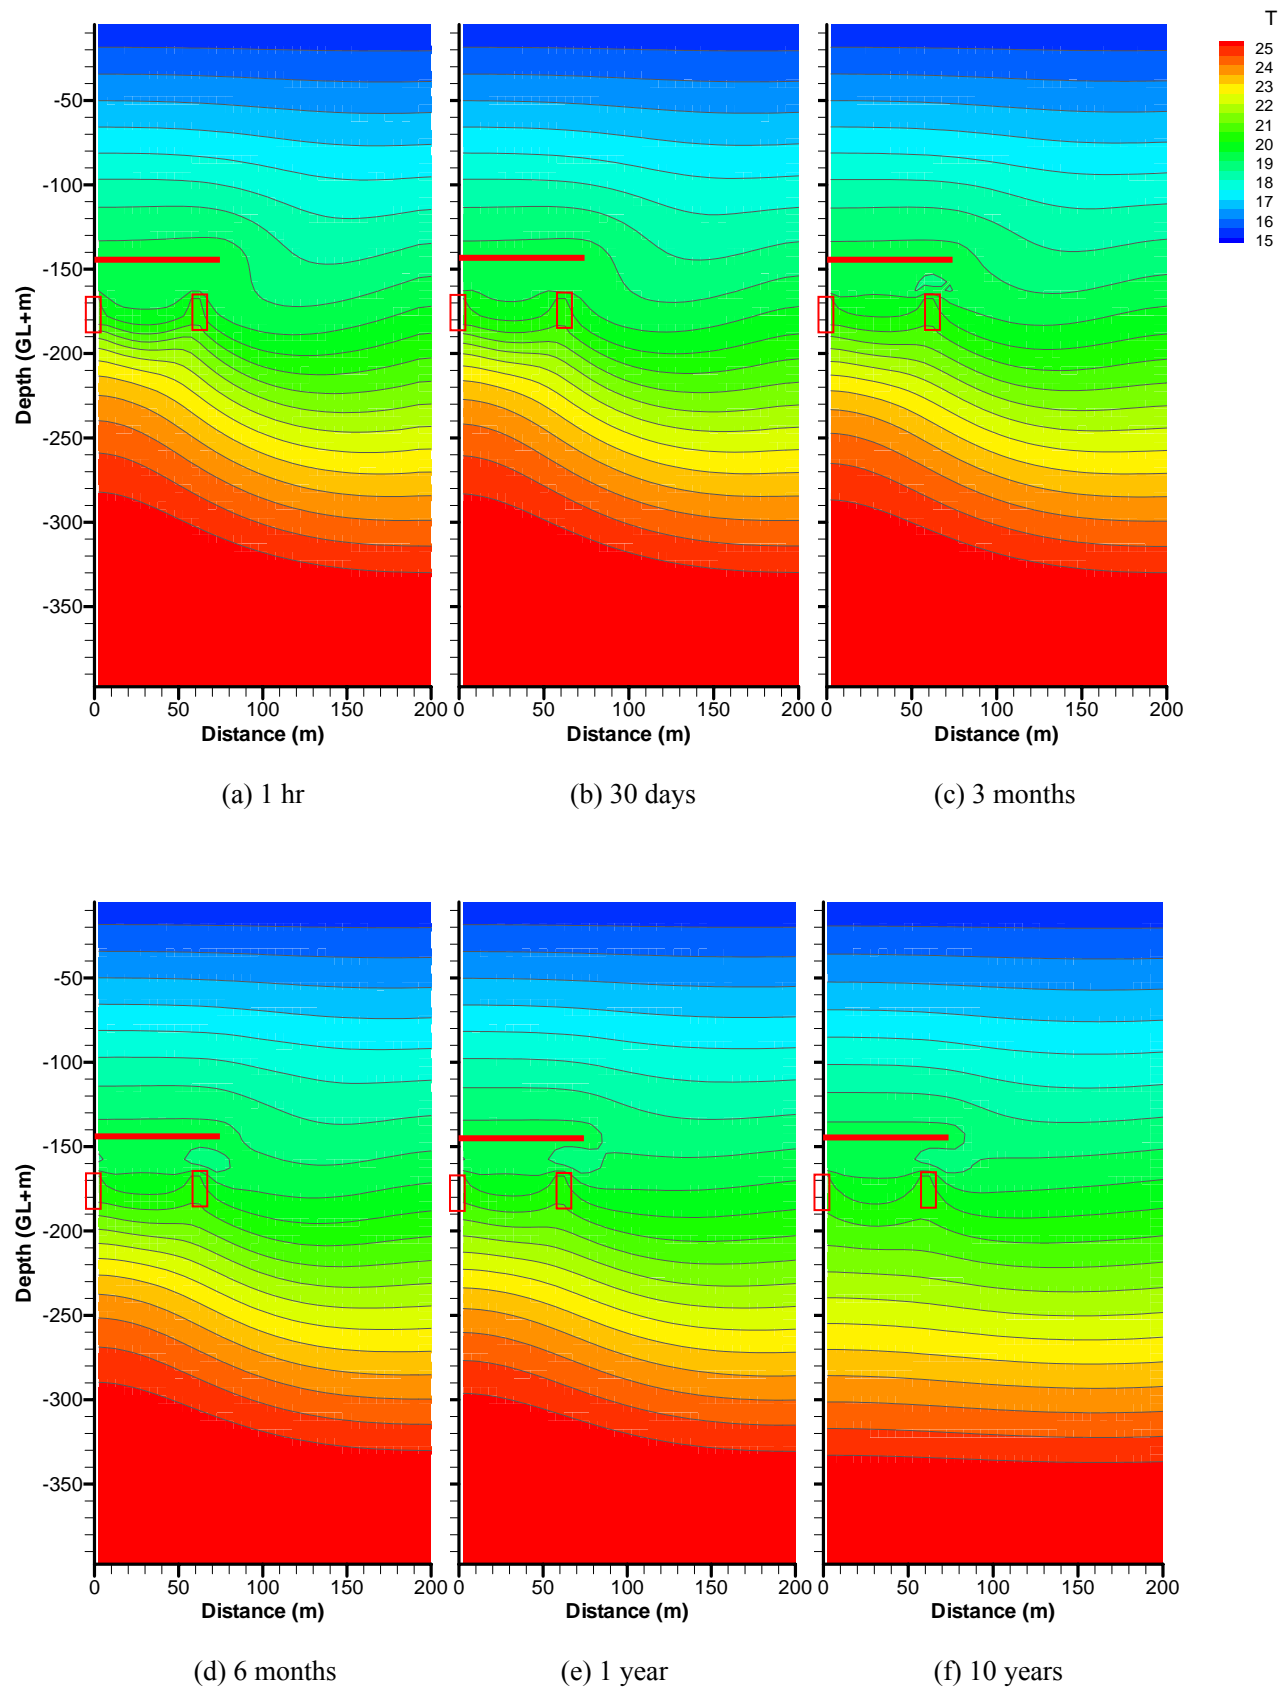 T
25
24
23
22
21
20
19
18
17
16
15
Depth (GL+m)
-50
-100
-150
-200
-250
-300
-350
0 50 100 150 200 0 50 100 150 200 0 50 100 150 200
Distance (m) Distance (m) Distance (m)
(a) 1 hr (b) 30 days (c) 3 months
Depth (GL+m)
-50
-100
-150
-200
-250
-300
-350
0 50 100 150 200 0 50 100 150 200 0 50 100 150 200
Distance (m) Distance (m) Distance (m)
(d) 6 months (e) 1 year (f) 10 years